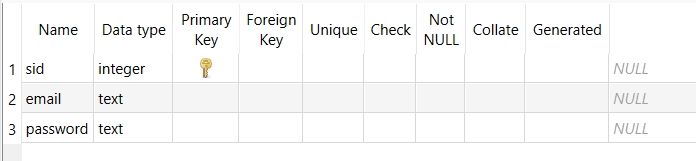 Name Data type Primary Key Foreign Key Unique Check Not NULL Collate Generated
1 sid integer NULL
2 email text NULL
3 password text NULL